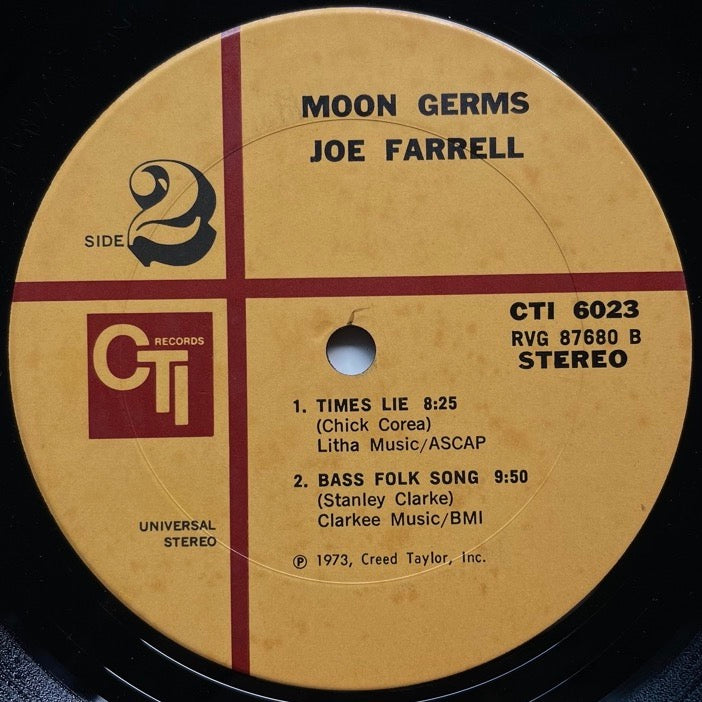 MOON GERMS
JOE FARRELL
SIDE 2
CTI RECORDS
CTI 6023
RVG 87680 B
STEREO
1. TIMES LIE 8:25
(Chick Corea)
Litha Music/ASCAP
2. BASS FOLK SONG 9:50
(Stanley Clarke)
Clarkee Music/BMI
UNIVERSAL
STEREO
℗ 1973, Creed Taylor, Inc.